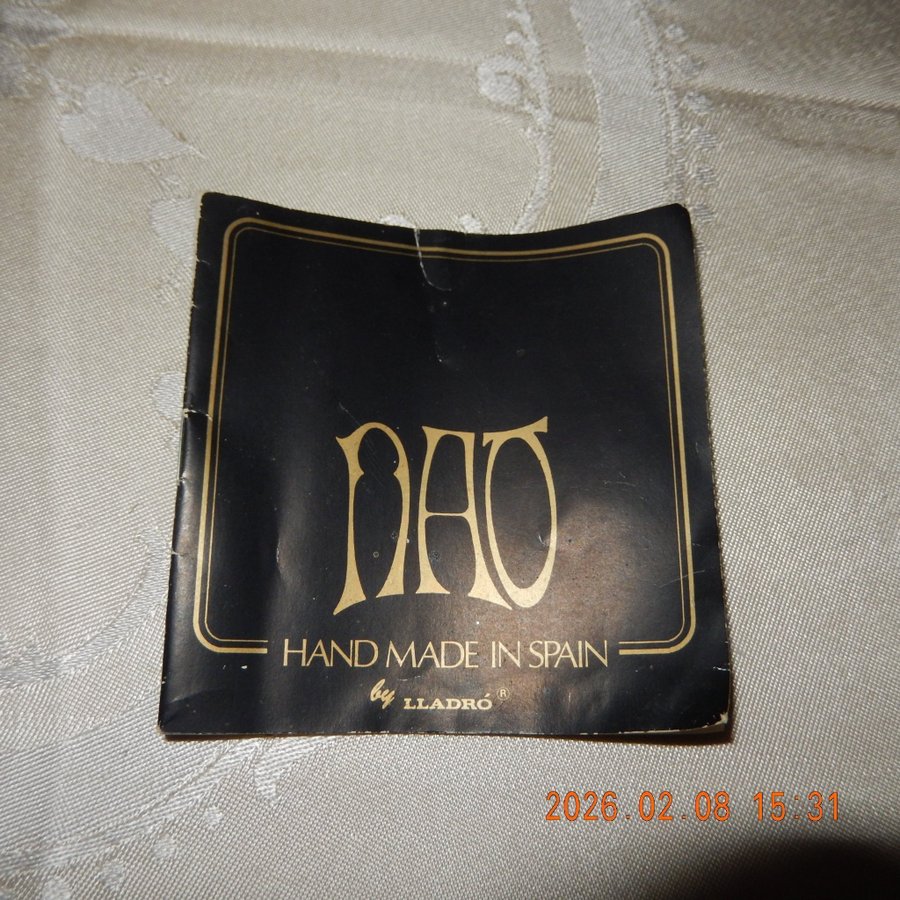 NAO
HAND MADE IN SPAIN
by LLADRÓ®
2026.02.08 15:31